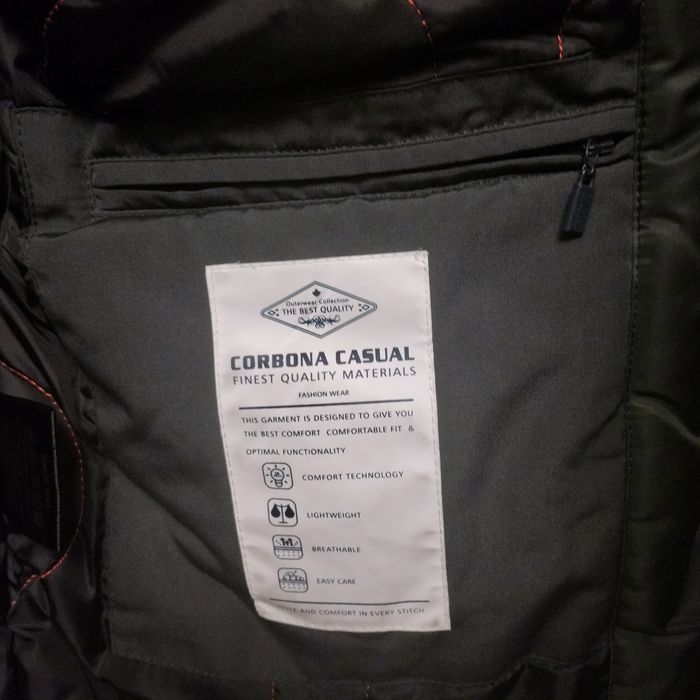 Outerwear Collection
THE BEST QUALITY
CORBONA CASUAL
FINEST QUALITY MATERIALS
FASHION WEAR
THIS GARMENT IS DESIGNED TO GIVE YOU
THE BEST COMFORT COMFORTABLE FIT &
OPTIMAL FUNCTIONALITY
COMFORT TECHNOLOGY
LIGHTWEIGHT
BREATHABLE
EASY CARE
STYLE AND COMFORT IN EVERY STITCH